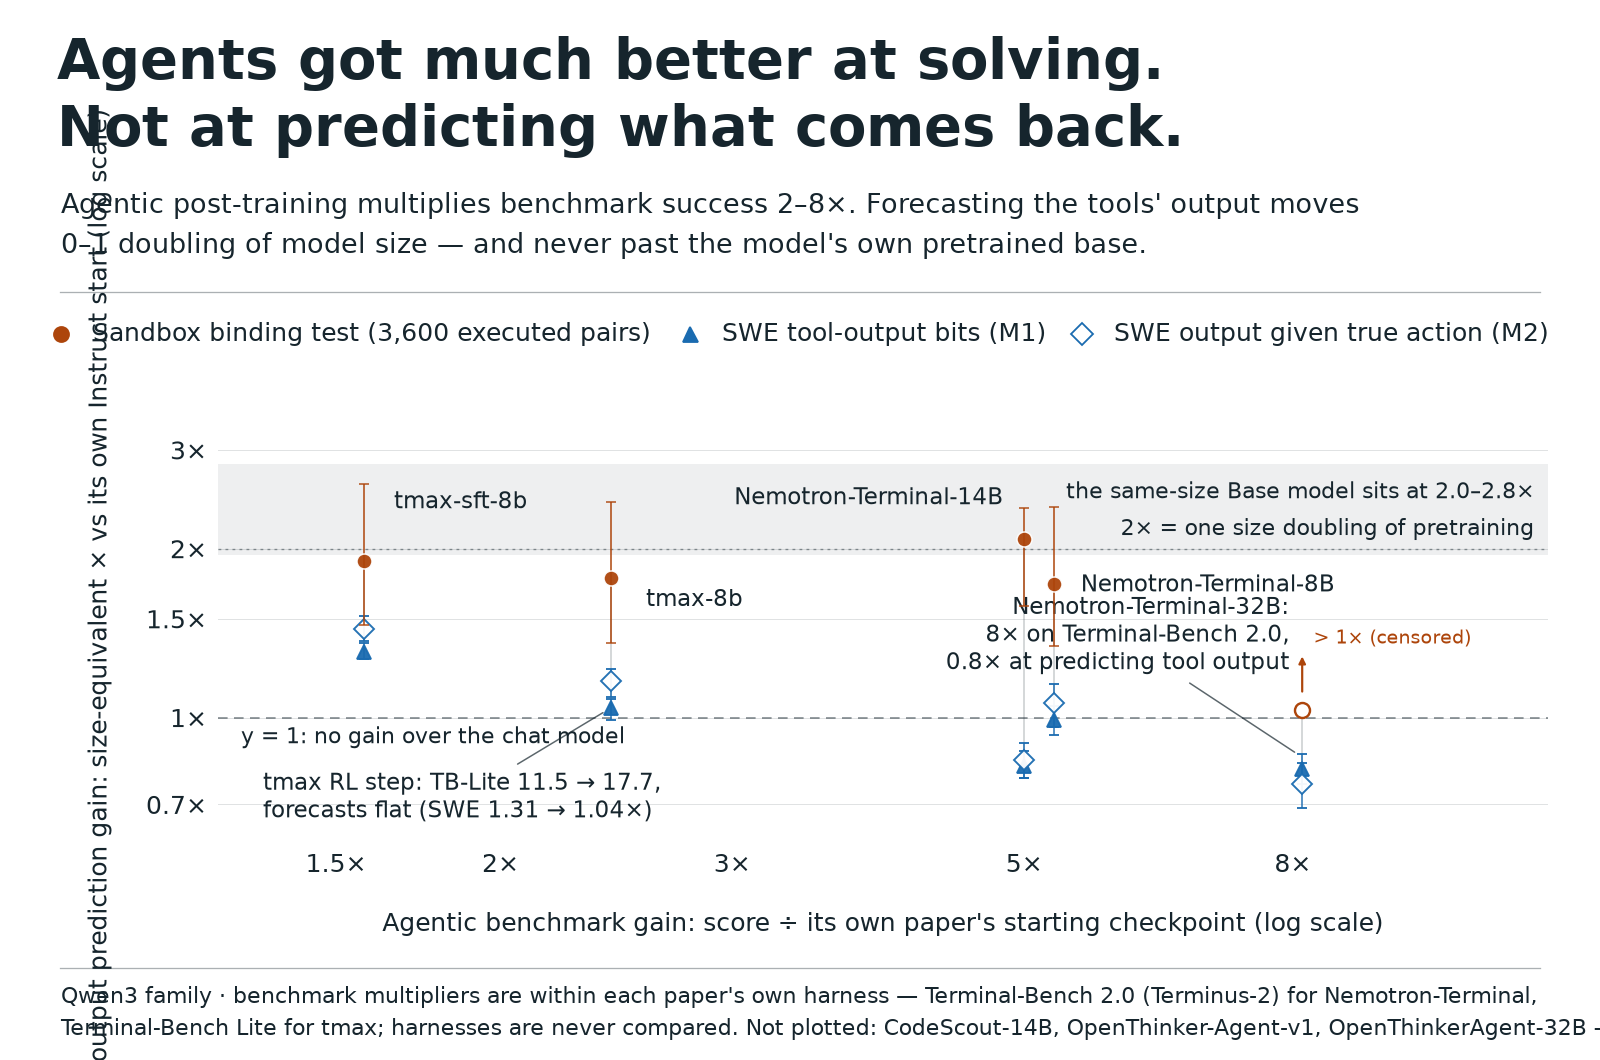 Agents got much better at solving.
Not at predicting what comes back.
Agentic post-training multiplies benchmark success 2–8×. Forecasting the tools' output moves
0–1 doubling of model size — and never past the model's own pretrained base.
Sandbox binding test (3,600 executed pairs)
SWE tool-output bits (M1)
SWE output given true action (M2)
output prediction gain: size-equivalent × vs its own Instruct start (log scale)
3×
2×
1.5×
1×
0.7×
tmax-sft-8b
Nemotron-Terminal-14B
the same-size Base model sits at 2.0–2.8×
2× = one size doubling of pretraining
tmax-8b
Nemotron-Terminal-8B
Nemotron-Terminal-32B:
8× on Terminal-Bench 2.0,
0.8× at predicting tool output
> 1× (censored)
y = 1: no gain over the chat model
tmax RL step: TB-Lite 11.5 → 17.7,
forecasts flat (SWE 1.31 → 1.04×)
1.5×
2×
3×
5×
8×
Agentic benchmark gain: score ÷ its own paper's starting checkpoint (log scale)
Qwen3 family · benchmark multipliers are within each paper's own harness — Terminal-Bench 2.0 (Terminus-2) for Nemotron-Terminal,
Terminal-Bench Lite for tmax; harnesses are never compared. Not plotted: CodeScout-14B, OpenThinker-Agent-v1, OpenThinkerAgent-32B –